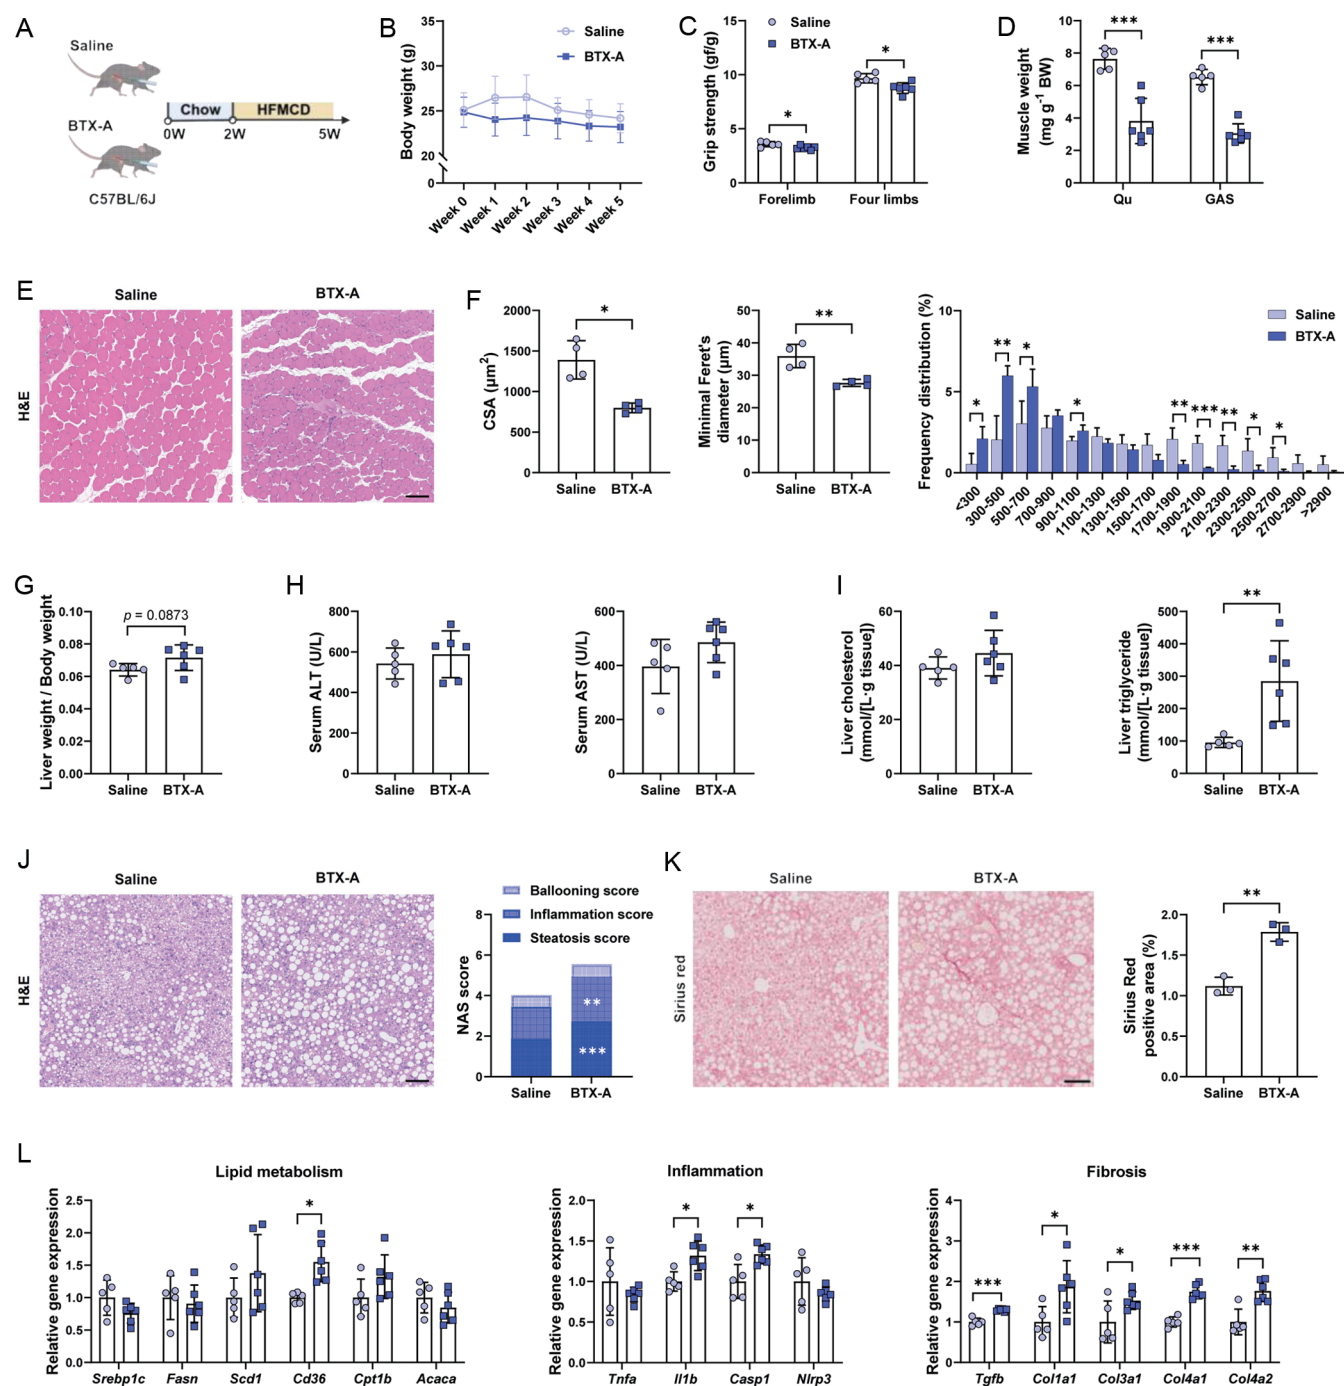 A
Saline
BTX-A
C57BL/6J
Chow
HFMCD
0W
2W
5W
B
Body weight (g)
35
30
25
20
0
Saline
BTX-A
Week 0
Week 1
Week 2
Week 3
Week 4
Week 5
C
Grip strength (gf/g)
15
10
5
0
Saline
BTX-A
*
*
Forelimb
Four limbs
D
Muscle weight
(mg g⁻¹ BW)
10
8
6
4
2
0
***
***
Qu
GAS
E
Saline
BTX-A
H&E
F
CSA (μm²)
2000
1500
1000
500
0
*
Saline
BTX-A
Minimal Feret's
diameter (μm)
50
40
30
20
10
0
**
Saline
BTX-A
Frequency distribution (%)
10
5
0
Saline
BTX-A
*
**
*
*
**
***
**
*
*
<300
300-500
500-700
700-900
900-1100
1100-1300
1300-1500
1500-1700
1700-1900
1900-2100
2100-2300
2300-2500
2500-2700
2700-2900
>2900
G
Liver weight / Body weight
0.10
0.08
0.06
0.04
0.02
0.00
p = 0.0873
Saline
BTX-A
H
Serum ALT (U/L)
800
600
400
200
0
Saline
BTX-A
Serum AST (U/L)
600
400
200
0
Saline
BTX-A
I
Liver cholesterol
(mmol/[L·g tissue])
60
40
20
0
Saline
BTX-A
Liver triglyceride
(mmol/[L·g tissue])
500
400
300
200
100
0
**
Saline
BTX-A
J
Saline
BTX-A
H&E
Ballooning score
Inflammation score
Steatosis score
NAS score
8
6
4
2
0
**
***
Saline
BTX-A
K
Saline
BTX-A
Sirius red
Sirius Red
positive area (%)
2.0
1.5
1.0
0.5
0.0
**
Saline
BTX-A
L
Lipid metabolism
Relative gene expression
2.5
2.0
1.5
1.0
0.5
0.0
*
Srebp1c
Fasn
Scd1
Cd36
Cpt1b
Acaca
Inflammation
Relative gene expression
2.0
1.5
1.0
0.5
0.0
*
*
Tnfa
Il1b
Casp1
Nlrp3
Fibrosis
Relative gene expression
4
3
2
1
0
***
*
*
***
**
Tgfb
Col1a1
Col3a1
Col4a1
Col4a2